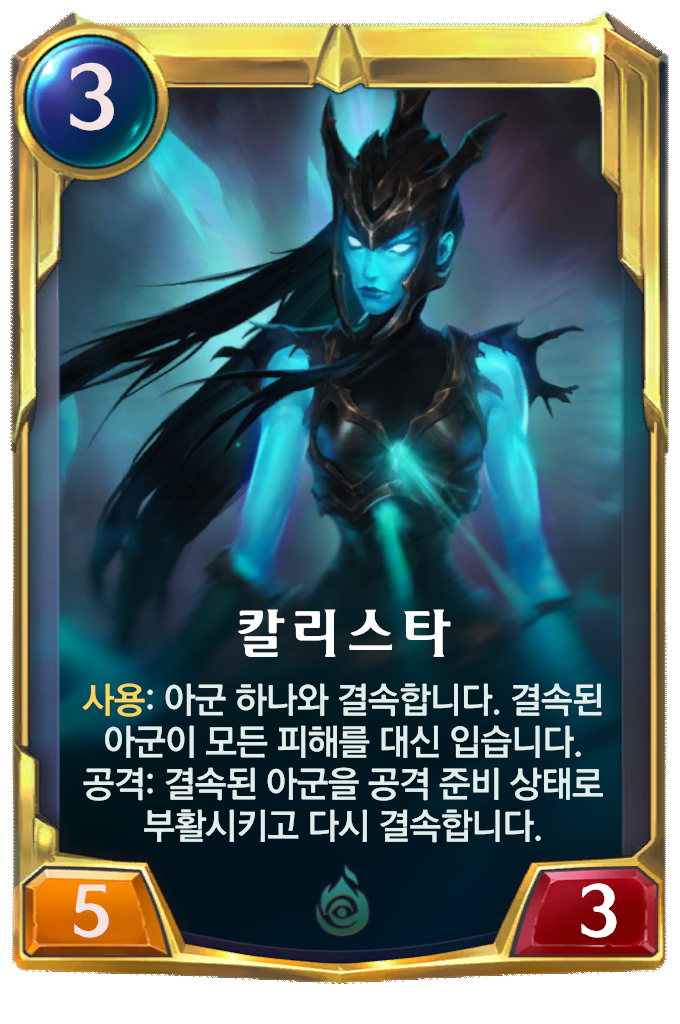 3
칼리스타
사용: 아군 하나와 결속합니다. 결속된
아군이 모든 피해를 대신 입습니다.
공격: 결속된 아군을 공격 준비 상태로
부활시키고 다시 결속합니다.
5
3